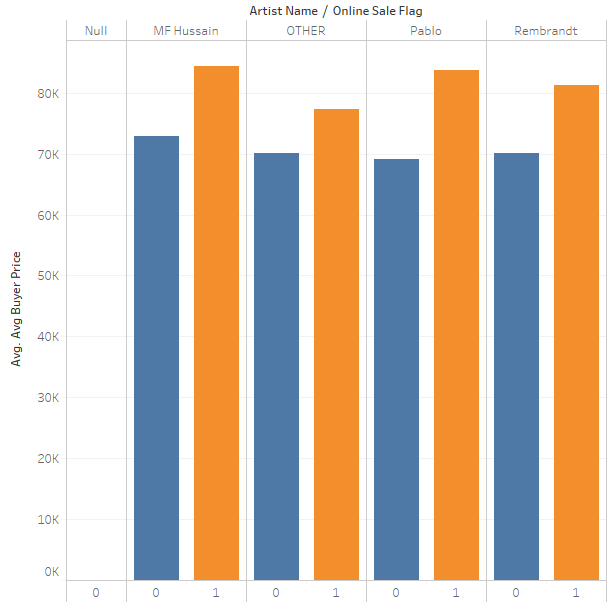 Artist Name / Online Sale Flag
Null MF Hussain OTHER Pablo Rembrandt
80K
70K
60K
50K
40K
30K
20K
10K
0K
Avg. Avg Buyer Price
0 0 1 0 1 0 1 0 1